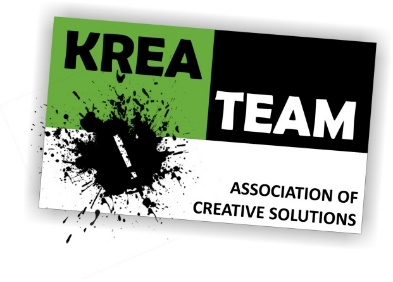 KREA
TEAM
ASSOCIATION OF
CREATIVE SOLUTIONS